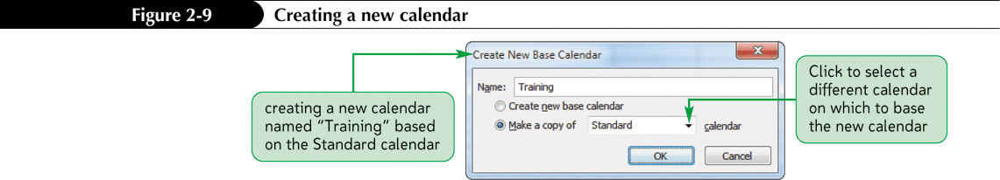 Figure 2-9 Creating a new calendar
Create New Base Calendar
Name: Training
Create new base calendar
Make a copy of Standard calendar
OK Cancel
creating a new calendar
named “Training” based
on the Standard calendar
Click to select a
different calendar
on which to base
the new calendar